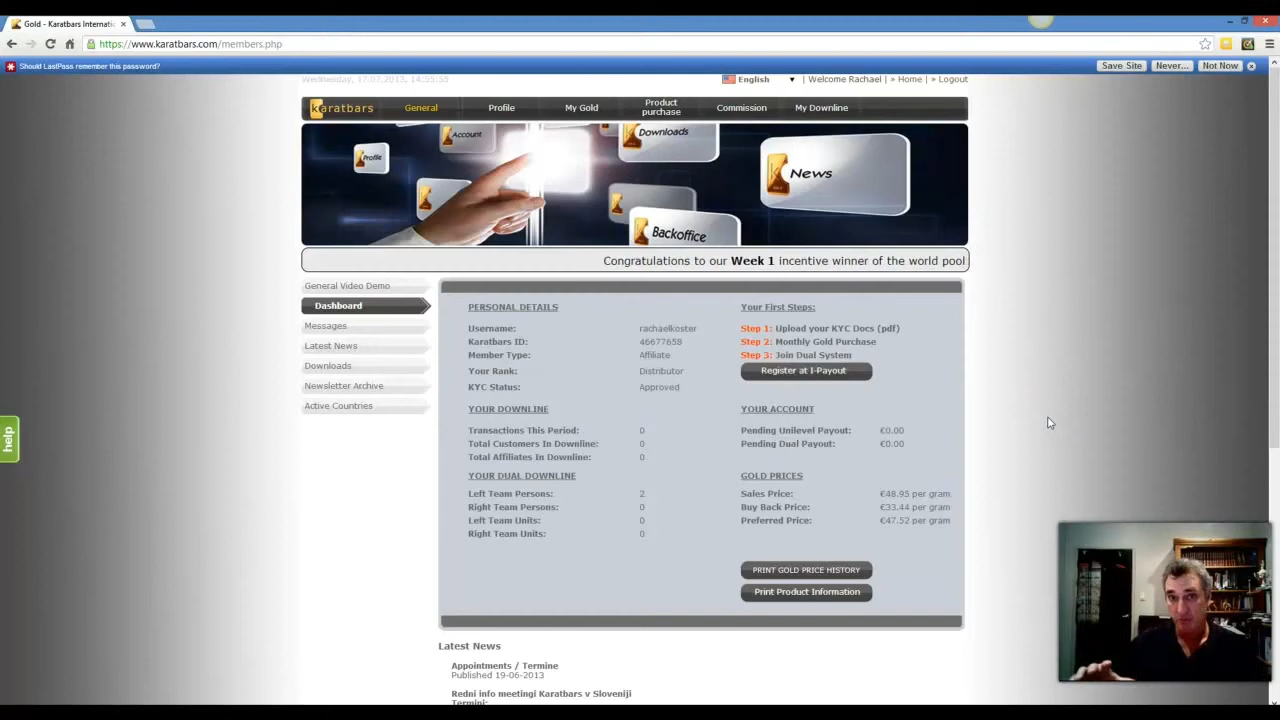 Gold - Karatbars Internatio
https://www.karatbars.com/members.php
Should LastPass remember this password?
Save Site
Never...
Not Now
Wednesday, 17.07.2013, 14:55:55
English
| Welcome Rachael | » Home | » Logout
karatbars
General
Profile
My Gold
Product purchase
Commission
My Downline
Account
Downloads
Profile
News
Backoffice
Congratulations to our Week 1 incentive winner of the world pool
General Video Demo
Dashboard
Messages
Latest News
Downloads
Newsletter Archive
Active Countries
help
PERSONAL DETAILS
Username: rachaelkoster
Karatbars ID: 46677658
Member Type: Affiliate
Your Rank: Distributor
KYC Status: Approved
Your First Steps:
Step 1: Upload your KYC Docs (pdf)
Step 2: Monthly Gold Purchase
Step 3: Join Dual System
Register at I-Payout
YOUR DOWNLINE
Transactions This Period: 0
Total Customers In Downline: 0
Total Affiliates In Downline: 0
YOUR ACCOUNT
Pending Unilevel Payout: €0.00
Pending Dual Payout: €0.00
YOUR DUAL DOWNLINE
Left Team Persons: 2
Right Team Persons: 0
Left Team Units: 0
Right Team Units: 0
GOLD PRICES
Sales Price: €48.95 per gram
Buy Back Price: €33.44 per gram
Preferred Price: €47.52 per gram
PRINT GOLD PRICE HISTORY
Print Product Information
Latest News
Appointments / Termine
Published 19-06-2013
Redni info meetingi Karatbars v Sloveniji
Termini: